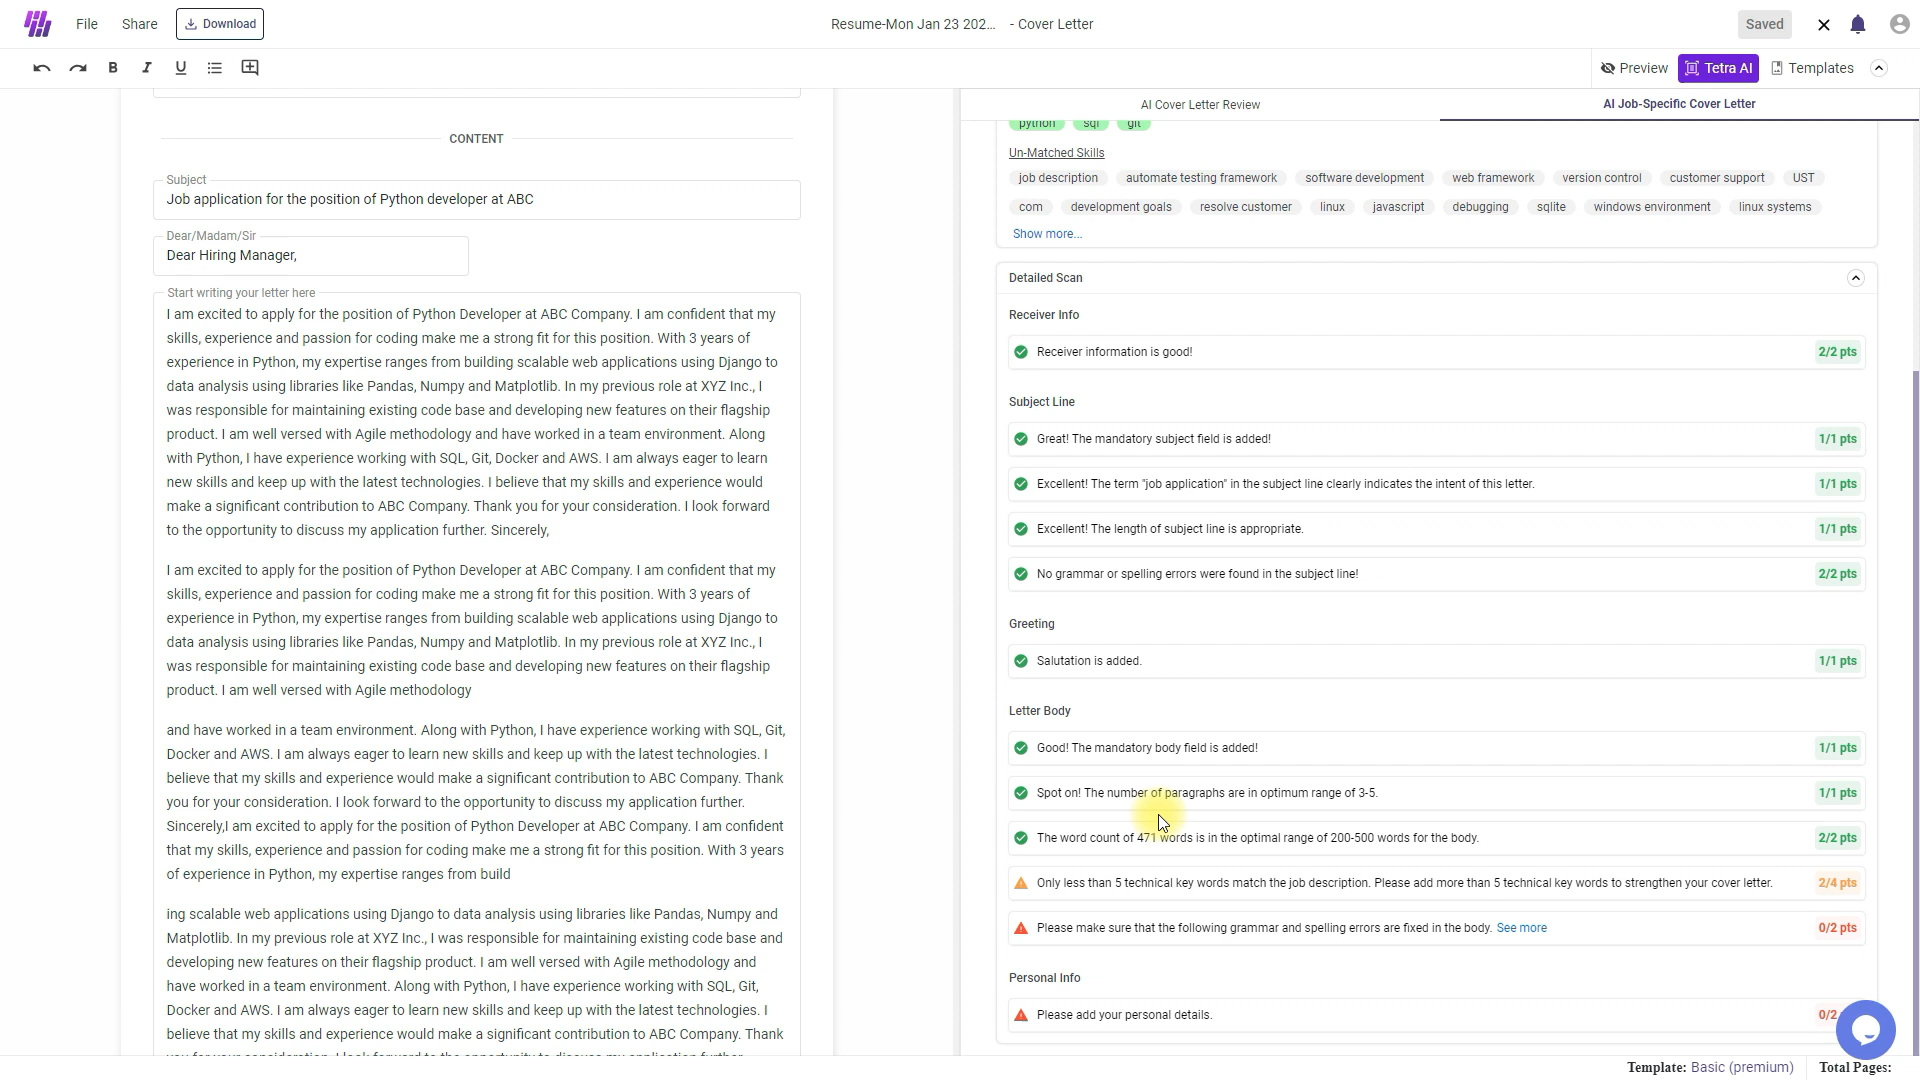 File Share Download Resume-Mon Jan 23 202... - Cover Letter Saved
B I U Preview Tetra AI Templates
AI Cover Letter Review AI Job-Specific Cover Letter
CONTENT
Subject
Job application for the position of Python developer at ABC
Dear/Madam/Sir
Dear Hiring Manager,
Start writing your letter here
I am excited to apply for the position of Python Developer at ABC Company. I am confident that my
skills, experience and passion for coding make me a strong fit for this position. With 3 years of
experience in Python, my expertise ranges from building scalable web applications using Django to
data analysis using libraries like Pandas, Numpy and Matplotlib. In my previous role at XYZ Inc., I
was responsible for maintaining existing code base and developing new features on their flagship
product. I am well versed with Agile methodology and have worked in a team environment. Along
with Python, I have experience working with SQL, Git, Docker and AWS. I am always eager to learn
new skills and keep up with the latest technologies. I believe that my skills and experience would
make a significant contribution to ABC Company. Thank you for your consideration. I look forward
to the opportunity to discuss my application further. Sincerely,
I am excited to apply for the position of Python Developer at ABC Company. I am confident that my
skills, experience and passion for coding make me a strong fit for this position. With 3 years of
experience in Python, my expertise ranges from building scalable web applications using Django to
data analysis using libraries like Pandas, Numpy and Matplotlib. In my previous role at XYZ Inc., I
was responsible for maintaining existing code base and developing new features on their flagship
product. I am well versed with Agile methodology
and have worked in a team environment. Along with Python, I have experience working with SQL, Git,
Docker and AWS. I am always eager to learn new skills and keep up with the latest technologies. I
believe that my skills and experience would make a significant contribution to ABC Company. Thank
you for your consideration. I look forward to the opportunity to discuss my application further.
Sincerely,I am excited to apply for the position of Python Developer at ABC Company. I am confident
that my skills, experience and passion for coding make me a strong fit for this position. With 3 years
of experience in Python, my expertise ranges from build
ing scalable web applications using Django to data analysis using libraries like Pandas, Numpy and
Matplotlib. In my previous role at XYZ Inc., I was responsible for maintaining existing code base and
developing new features on their flagship product. I am well versed with Agile methodology and
have worked in a team environment. Along with Python, I have experience working with SQL, Git,
Docker and AWS. I am always eager to learn new skills and keep up with the latest technologies. I
believe that my skills and experience would make a significant contribution to ABC Company. Thank
you for your consideration. I look forward to the opportunity to discuss my application further.
python sql git
Un-Matched Skills
job description automate testing framework software development web framework version control customer support UST
com development goals resolve customer linux javascript debugging sqlite windows environment linux systems
Show more...
Detailed Scan
Receiver Info
Receiver information is good! 2/2 pts
Subject Line
Great! The mandatory subject field is added! 1/1 pts
Excellent! The term "job application" in the subject line clearly indicates the intent of this letter. 1/1 pts
Excellent! The length of subject line is appropriate. 1/1 pts
No grammar or spelling errors were found in the subject line! 2/2 pts
Greeting
Salutation is added. 1/1 pts
Letter Body
Good! The mandatory body field is added! 1/1 pts
Spot on! The number of paragraphs are in optimum range of 3-5. 1/1 pts
The word count of 471 words is in the optimal range of 200-500 words for the body. 2/2 pts
Only less than 5 technical key words match the job description. Please add more than 5 technical key words to strengthen your cover letter. 2/4 pts
Please make sure that the following grammar and spelling errors are fixed in the body. See more 0/2 pts
Personal Info
Please add your personal details. 0/2
Template: Basic (premium) Total Pages: